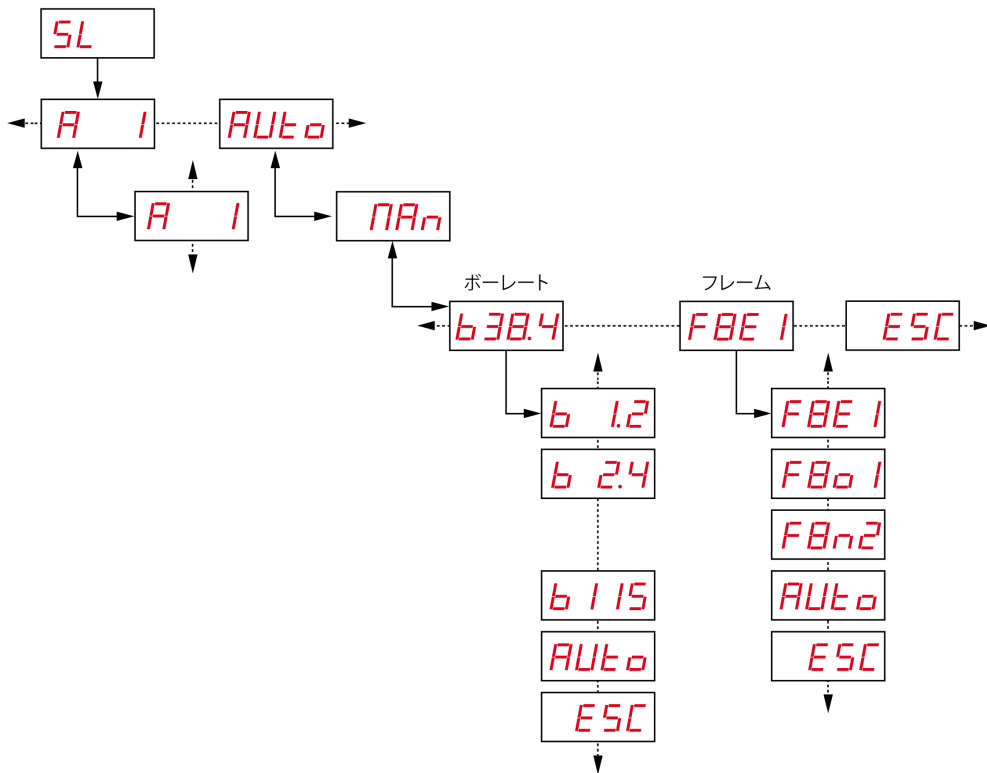 SL
A 1
AUto
A 1
MAn
ボーレート
フレーム
b38.4
F8E1
ESC
b 1.2
F8E1
b 2.4
F8o1
F8n2
b115
AUto
AUto
ESC
ESC